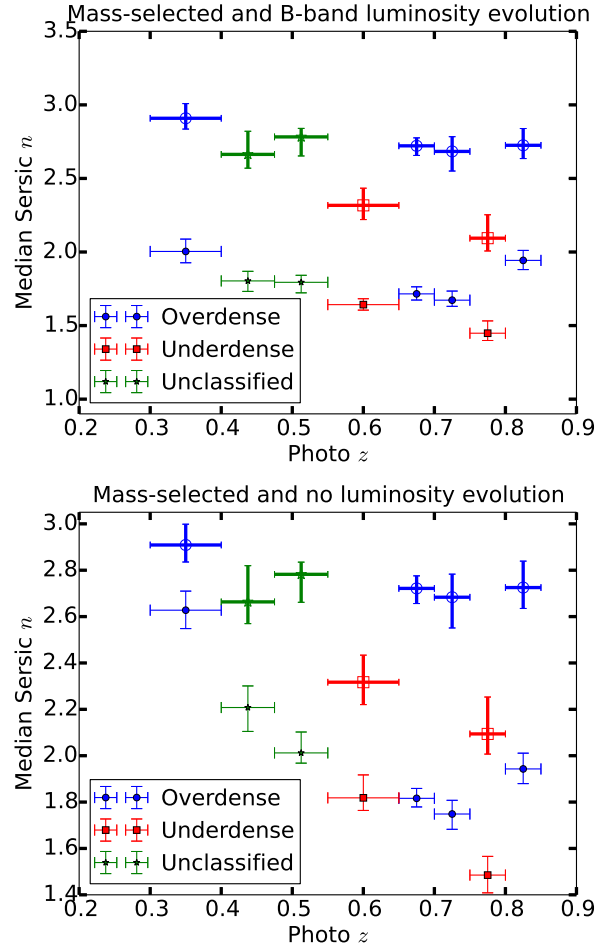 Mass-selected and B-band luminosity evolution
3.5
3.0
2.5
2.0
1.5
1.0
Median Sersic n
Overdense
Underdense
Unclassified
0.2 0.3 0.4 0.5 0.6 0.7 0.8 0.9
Photo z
Mass-selected and no luminosity evolution
3.0
2.8
2.6
2.4
2.2
2.0
1.8
1.6
1.4
Median Sersic n
Overdense
Underdense
Unclassified
0.2 0.3 0.4 0.5 0.6 0.7 0.8 0.9
Photo z